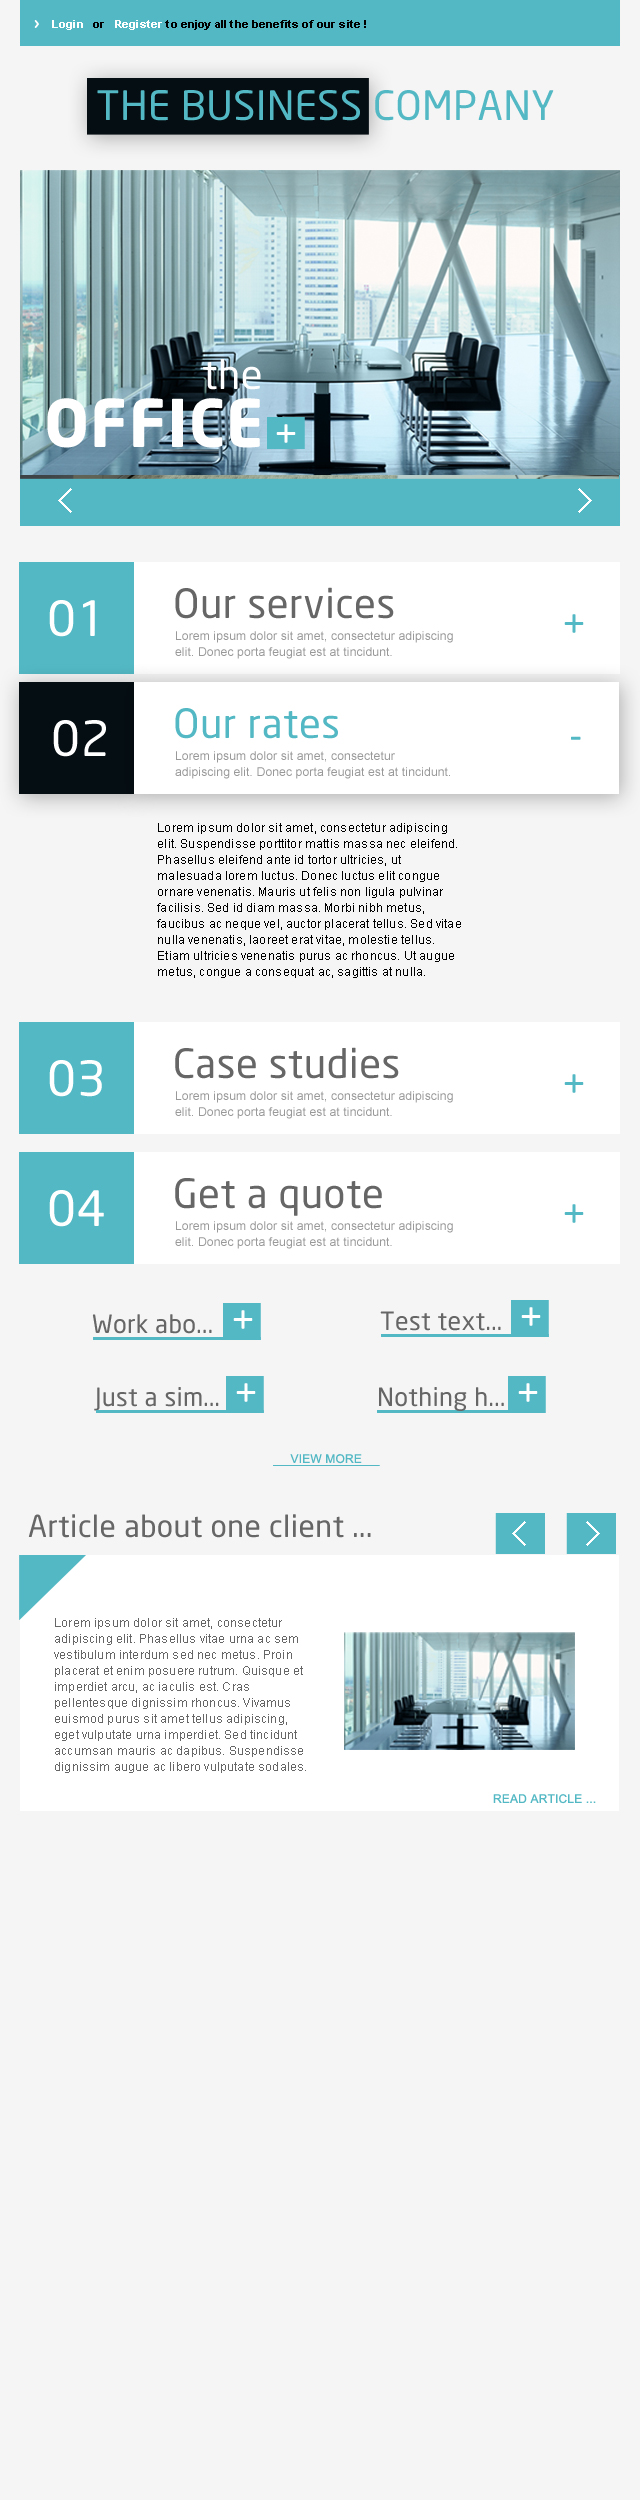 › Login or Register to enjoy all the benefits of our site !
THE BUSINESS COMPANY
the
OFFICE +
01
Our services
Lorem ipsum dolor sit amet, consectetur adipiscing
elit. Donec porta feugiat est at tincidunt.
+
02
Our rates
Lorem ipsum dolor sit amet, consectetur
adipiscing elit. Donec porta feugiat est at tincidunt.
-
Lorem ipsum dolor sit amet, consectetur adipiscing
elit. Suspendisse porttitor mattis massa nec eleifend.
Phasellus eleifend ante id tortor ultricies, ut
malesuada lorem luctus. Donec luctus elit congue
ornare venenatis. Mauris ut felis non ligula pulvinar
facilisis. Sed id diam massa. Morbi nibh metus,
faucibus ac neque vel, auctor placerat tellus. Sed vitae
nulla venenatis, laoreet erat vitae, molestie tellus.
Etiam ultricies venenatis purus ac rhoncus. Ut augue
metus, congue a consequat ac, sagittis at nulla.
03
Case studies
Lorem ipsum dolor sit amet, consectetur adipiscing
elit. Donec porta feugiat est at tincidunt.
+
04
Get a quote
Lorem ipsum dolor sit amet, consectetur adipiscing
elit. Donec porta feugiat est at tincidunt.
+
Work abo... +
Test text... +
Just a sim... +
Nothing h... +
VIEW MORE
Article about one client ...
Lorem ipsum dolor sit amet, consectetur
adipiscing elit. Phasellus vitae urna ac sem
vestibulum interdum sed nec metus. Proin
placerat et enim posuere rutrum. Quisque et
imperdiet arcu, ac iaculis est. Cras
pellentesque dignissim rhoncus. Vivamus
euismod purus sit amet tellus adipiscing,
eget vulputate urna imperdiet. Sed tincidunt
accumsan mauris ac dapibus. Suspendisse
dignissim augue ac libero vulputate sodales.
READ ARTICLE ...